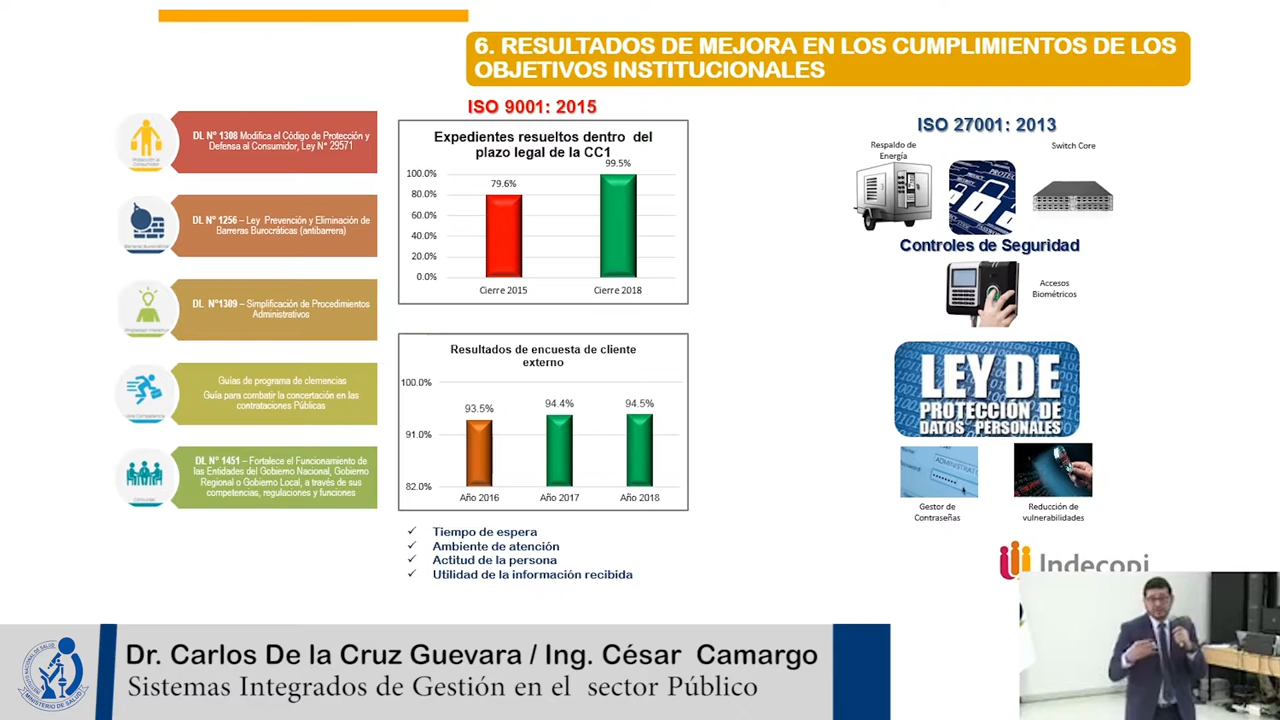 6. RESULTADOS DE MEJORA EN LOS CUMPLIMIENTOS DE LOS
OBJETIVOS INSTITUCIONALES
DL Nº 1308 Modifica el Código de Protección y
Defensa al Consumidor, Ley N° 29571
Protección al
Consumidor
DL Nº 1256 – Ley Prevención y Eliminación de
Barreras Burocráticas (antibarrera)
DL Nº1309 – Simplificación de Procedimientos
Administrativos
Guías de programa de clemencias
Guía para combatir la concertación en las
contrataciones Públicas
DL Nº 1451 – Fortalece el Funcionamiento de
las Entidades del Gobierno Nacional, Gobierno
Regional o Gobierno Local, a través de sus
competencias, regulaciones y funciones
ISO 9001: 2015
Expedientes resueltos dentro del
plazo legal de la CC1
100.0%
80.0%
60.0%
40.0%
20.0%
0.0%
79.6%
99.5%
Cierre 2015
Cierre 2018
Resultados de encuesta de cliente
externo
100.0%
91.0%
82.0%
93.5%
94.4%
94.5%
Año 2016
Año 2017
Año 2018
✓ Tiempo de espera
✓ Ambiente de atención
✓ Actitud de la persona
✓ Utilidad de la información recibida
ISO 27001: 2013
Respaldo de
Energía
Switch Core
Controles de Seguridad
Accesos
Biométricos
LEY DE
PROTECCIÓN DE
DATOS PERSONALES
Gestor de
Contraseñas
Reducción de
vulnerabilidades
Indecopi
Dr. Carlos De la Cruz Guevara / Ing. César Camargo
Sistemas Integrados de Gestión en el sector Público